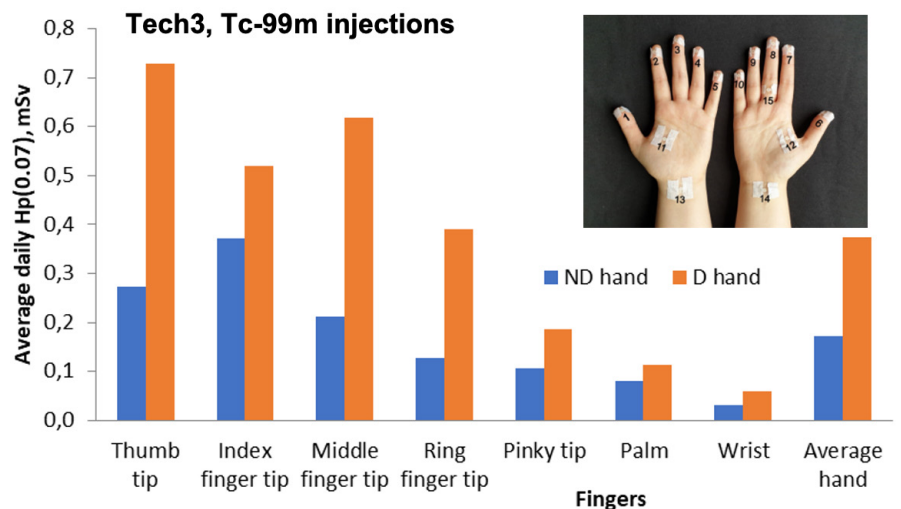 Tech3, Tc-99m injections
Average daily Hp(0.07), mSv
0,8
0,7
0,6
0,5
0,4
0,3
0,2
0,1
0,0
1
2
3
4
5
10
9
8
7
6
11
15
12
13
14
ND hand
D hand
Thumb tip
Index finger tip
Middle finger tip
Ring finger tip
Pinky tip
Palm
Wrist
Average hand
Fingers